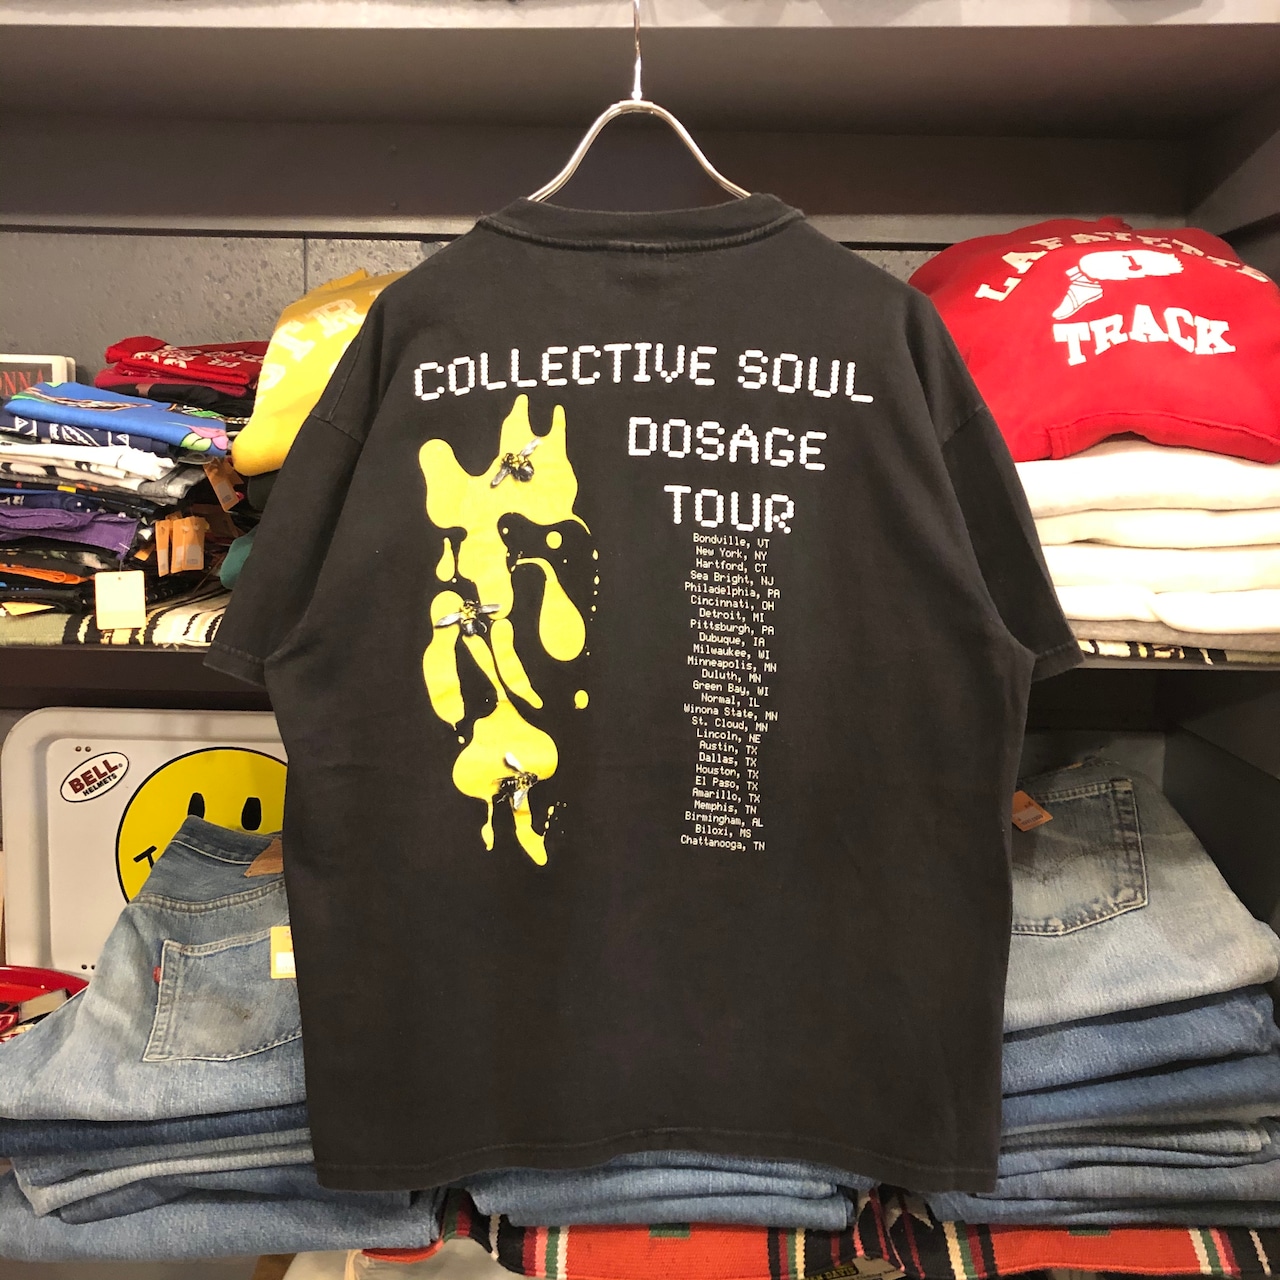 COLLECTIVE SOUL
DOSAGE
TOUR
Bondville, VT
New York, NY
Hartford, CT
Sea Bright, NJ
Philadelphia, PA
Cincinnati, OH
Detroit, MI
Pittsburgh, PA
Dubuque, IA
Milwaukee, WI
Minneapolis, MN
Duluth, MN
Green Bay, WI
Normal, IL
Winona State, MN
St. Cloud, MN
Lincoln, NE
Austin, TX
Dallas, TX
Houston, TX
El Paso, TX
Amarillo, TX
Memphis, TN
Birmingham, AL
Biloxi, MS
Chattanooga, TN
LAFAYETTE
1
TRACK
BELL
HELMETS